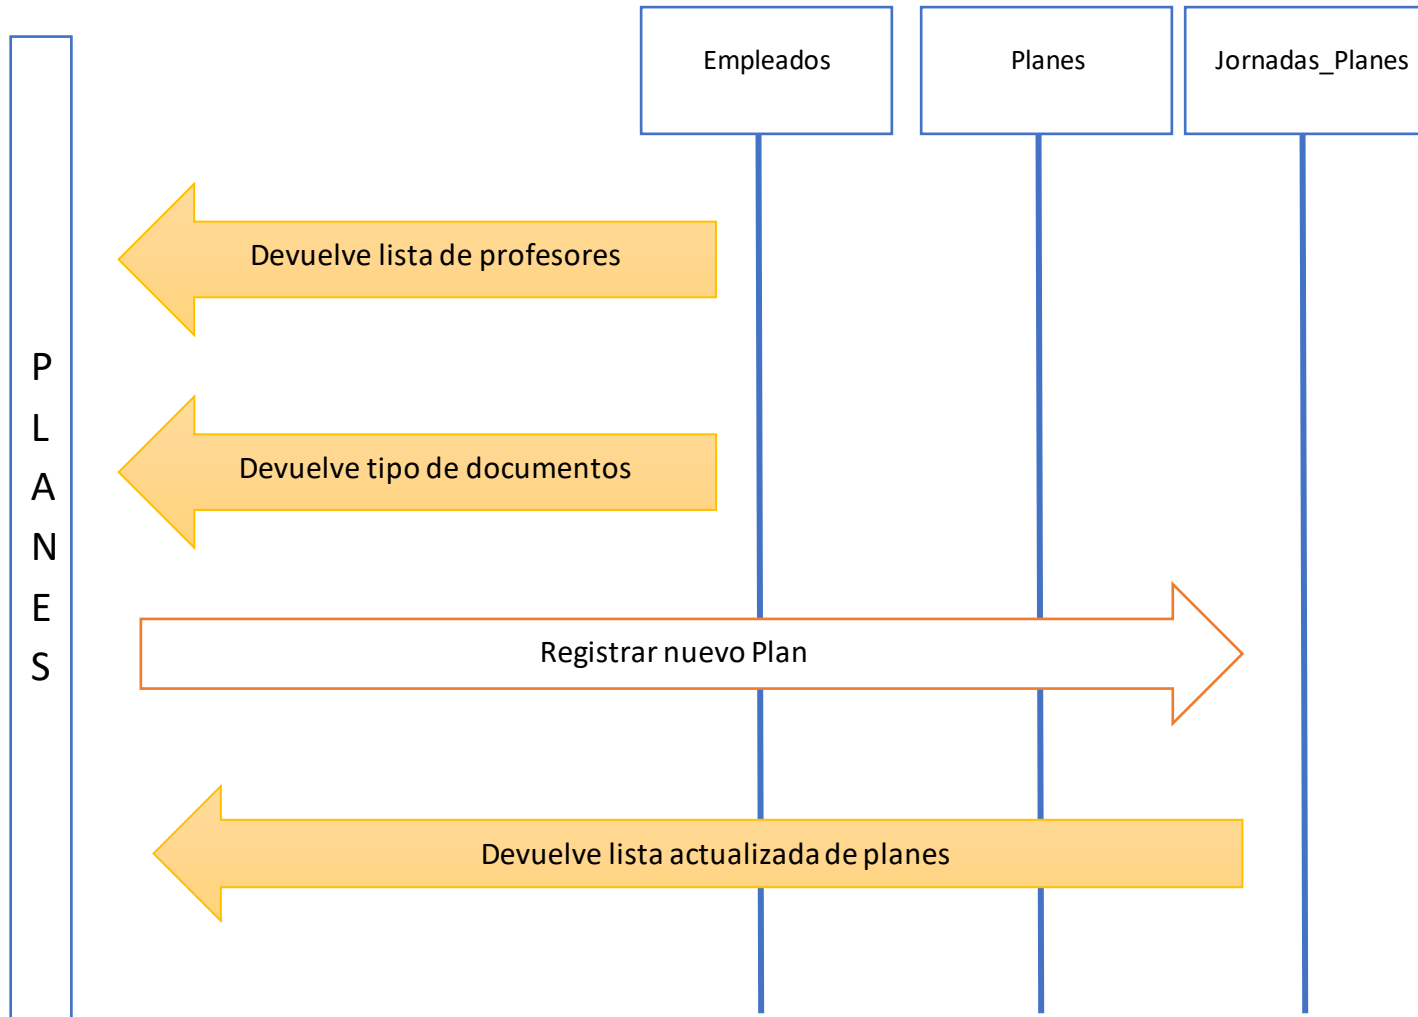 Empleados
Planes
Jornadas_Planes
Devuelve lista de profesores
Devuelve tipo de documentos
P
L
A
N
E
S
Registrar nuevo Plan
Devuelve lista actualizada de planes